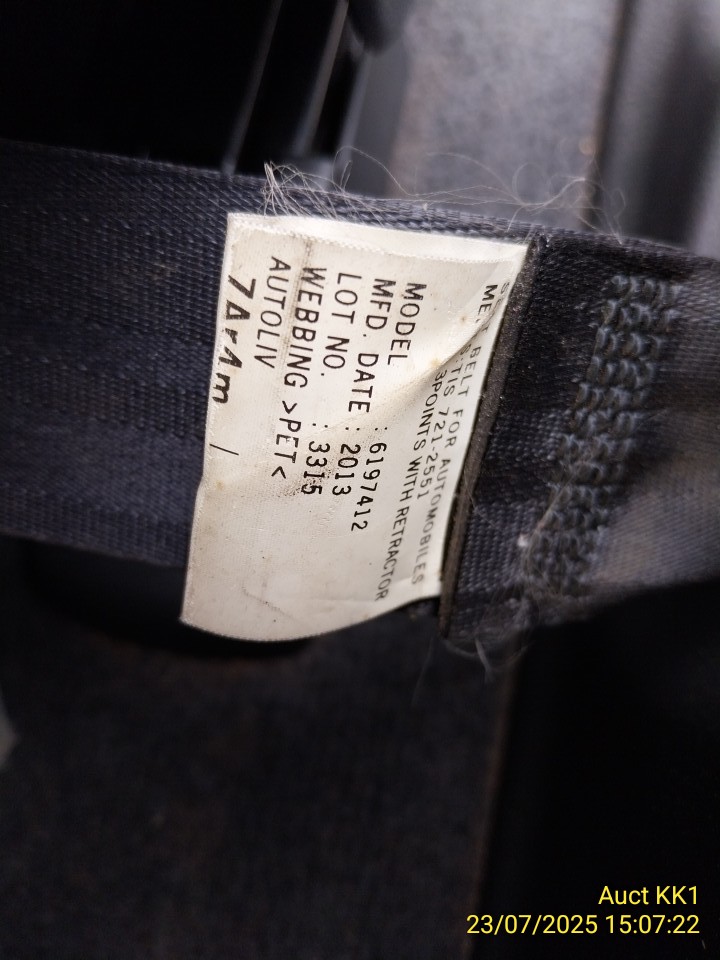 BELT FOR AUTOMOBILES
TIS 721-2551
3POINTS WITH RETRACTOR
MODEL : 6197412
MFD. DATE : 2013
LOT NO. : 3315
WEBBING >PET<
AUTOLIV
Auct KK1
23/07/2025 15:07:22